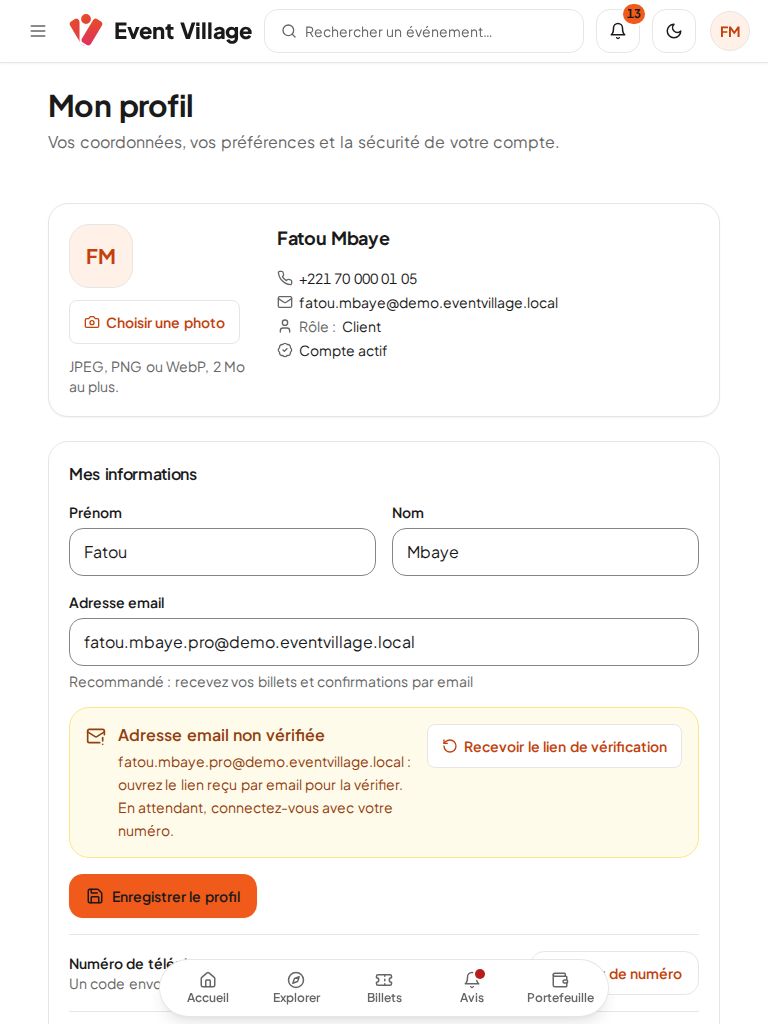 Event Village
Rechercher un événement…
13
FM
Mon profil
Vos coordonnées, vos préférences et la sécurité de votre compte.
FM
Choisir une photo
JPEG, PNG ou WebP, 2 Mo
au plus.
Fatou Mbaye
+221 70 000 01 05
fatou.mbaye@demo.eventvillage.local
Rôle : Client
Compte actif
Mes informations
Prénom
Nom
Fatou
Mbaye
Adresse email
fatou.mbaye.pro@demo.eventvillage.local
Recommandé : recevez vos billets et confirmations par email
Adresse email non vérifiée
fatou.mbaye.pro@demo.eventvillage.local :
ouvrez le lien reçu par email pour la vérifier.
En attendant, connectez-vous avec votre
numéro.
Recevoir le lien de vérification
Enregistrer le profil
Numéro de
Un code
de numéro
Accueil
Explorer
Billets
Avis
Portefeuille